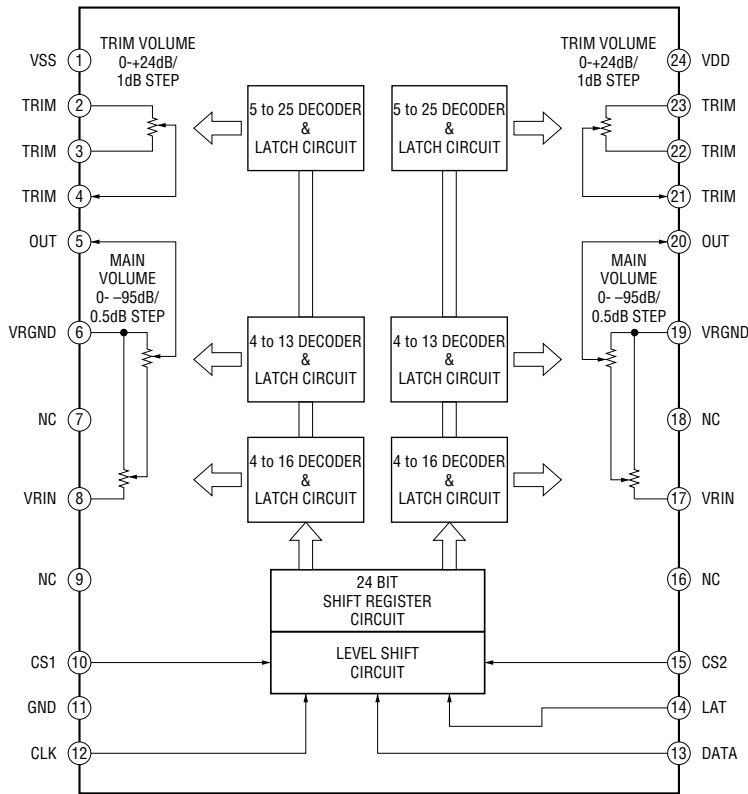 TRIM VOLUME
0-+24dB/
1dB STEP
TRIM VOLUME
0-+24dB/
1dB STEP
VSS 1
24 VDD
TRIM 2
5 to 25 DECODER
&
LATCH CIRCUIT
5 to 25 DECODER
&
LATCH CIRCUIT
23 TRIM
TRIM 3
22 TRIM
TRIM 4
21 TRIM
OUT 5
20 OUT
MAIN
VOLUME
0- –95dB/
0.5dB STEP
MAIN
VOLUME
0- –95dB/
0.5dB STEP
VRGND 6
4 to 13 DECODER
&
LATCH CIRCUIT
4 to 13 DECODER
&
LATCH CIRCUIT
19 VRGND
NC 7
18 NC
4 to 16 DECODER
&
LATCH CIRCUIT
4 to 16 DECODER
&
LATCH CIRCUIT
VRIN 8
17 VRIN
NC 9
16 NC
24 BIT
SHIFT REGISTER
CIRCUIT
LEVEL SHIFT
CIRCUIT
CS1 10
15 CS2
GND 11
14 LAT
CLK 12
13 DATA